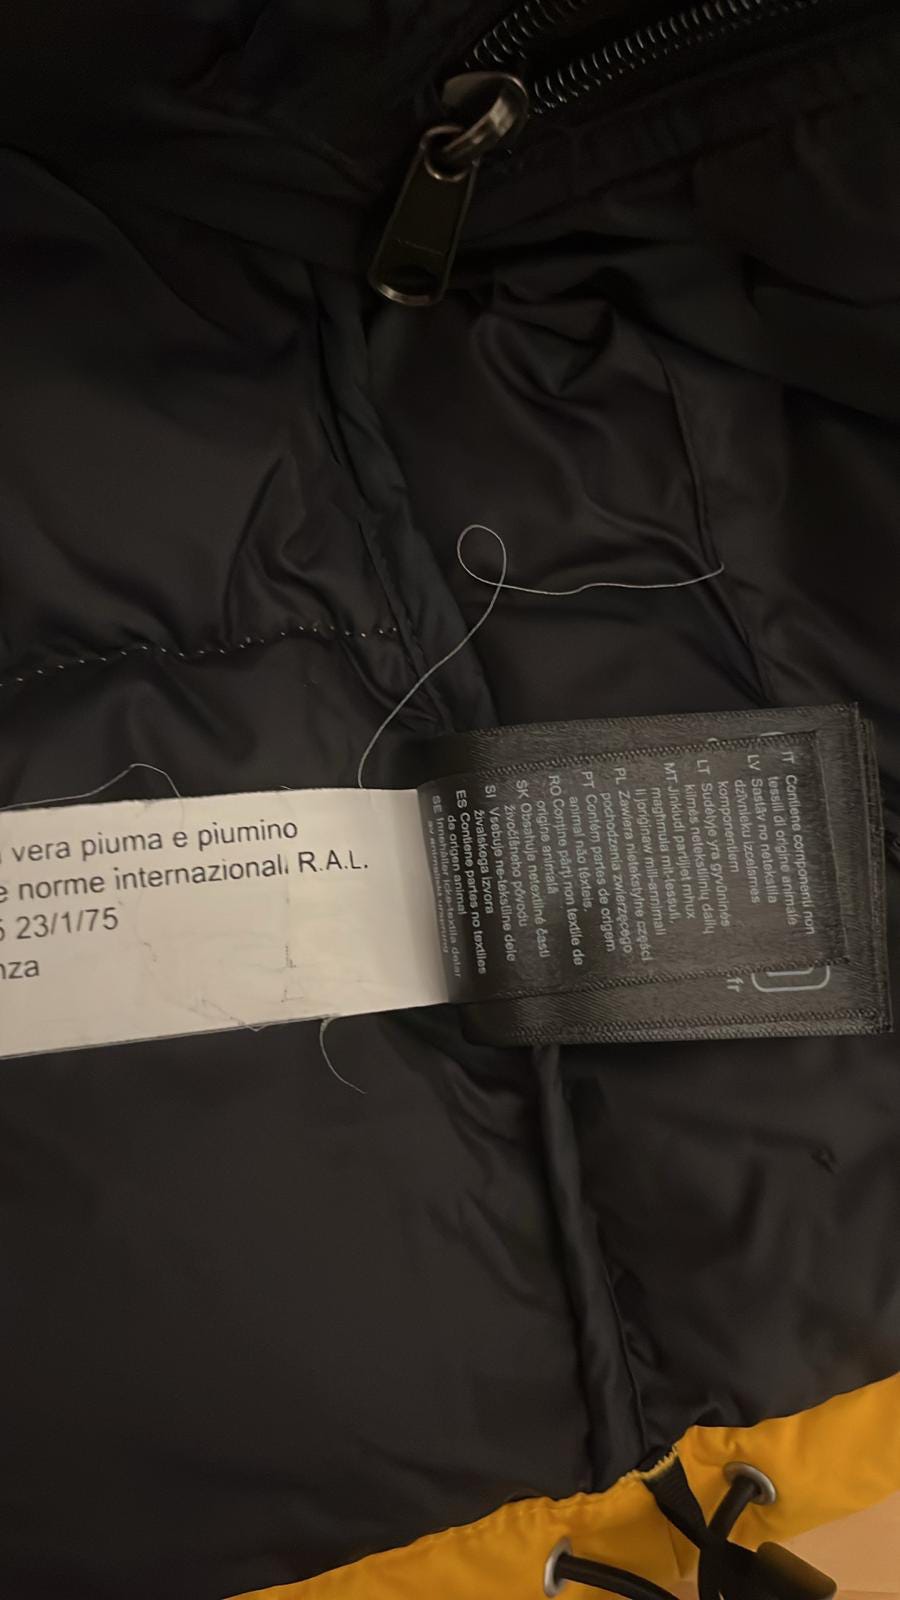 vera piuma e piumino
e norme internazionali R.A.L.
5 23/1/75
nza
IT Contiene componenti non
tessili di origine animale
LV Sastāv no netekstila
dzīvnieku izcelsmes
komponentiem
LT Sudėtyje yra gyvūninės
kilmės netekstilinių dalių
MT Jinkludi partijiet mhux
magħmula mit-tessuti,
li joriġinaw mill-annimali
PL Zawiera nietekstylne części
pochodzenia zwierzęcego
PT Contém partes de origem
animal não têxteis.
RO Conține părți non textile de
origine animală
SK Obsahuje netextilné časti
živočíšneho pôvodu
SI Vsebuje ne-tekstilne dele
živalskega izvora
ES Contiene partes no textiles
de origen animal
SE Innehåller icke-textila delar
av animaliskt ursprung
fr